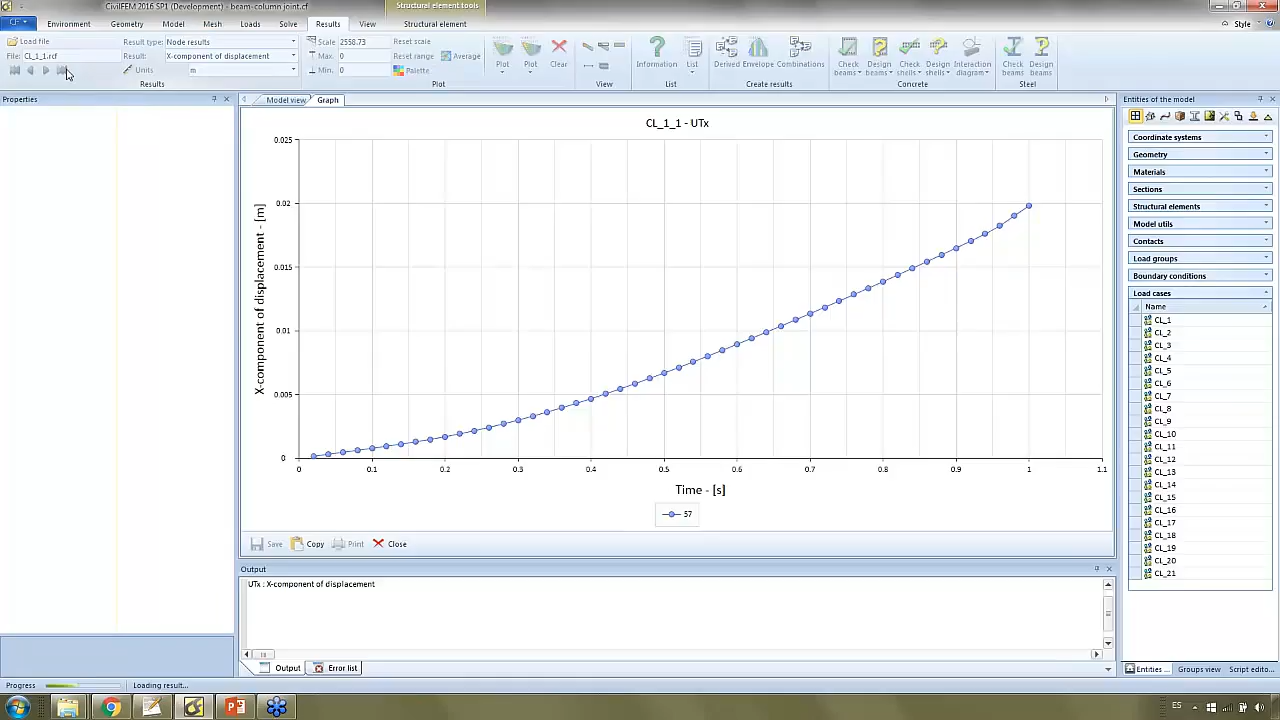 CivilFEM 2016 SP1 (Development) - beam-column joint.cf
Structural element tools
CF
Environment Geometry Model Mesh Loads Solve Results View Structural element
Style
Load file
File: CL_1_1.rcf
Result type: Node results
Results X-component of displacement
Units m
Results
Scale 2558.73
Max.
Min. 0
Reset scale
Reset range
Palette
Average
Plot
Plot
Clear
Plot
View
Information
List
List
Derived
Envelope
Combinations
Create results
Check beams
Design beams
Check shells
Design shells
Interaction diagram
Concrete
Check beams
Design beams
Steel
Properties
Model view
Graph
CL_1_1 - UTx
X-component of displacement - [m]
0.025
0.02
0.015
0.01
0.005
0
0 0.1 0.2 0.3 0.4 0.5 0.6 0.7 0.8 0.9 1 1.1
Time - [s]
57
Save Copy Print Close
Output
UTx : X-component of displacement
Output
Error list
Entities of the model
Coordinate systems
Geometry
Materials
Sections
Structural elements
Model utils
Contacts
Load groups
Boundary conditions
Load cases
Name
CL_1
CL_2
CL_3
CL_4
CL_5
CL_6
CL_7
CL_8
CL_9
CL_10
CL_11
CL_12
CL_13
CL_14
CL_15
CL_16
CL_17
CL_18
CL_19
CL_20
CL_21
Entities ...
Groups view
Script edito...
Progress
Loading result...
ES